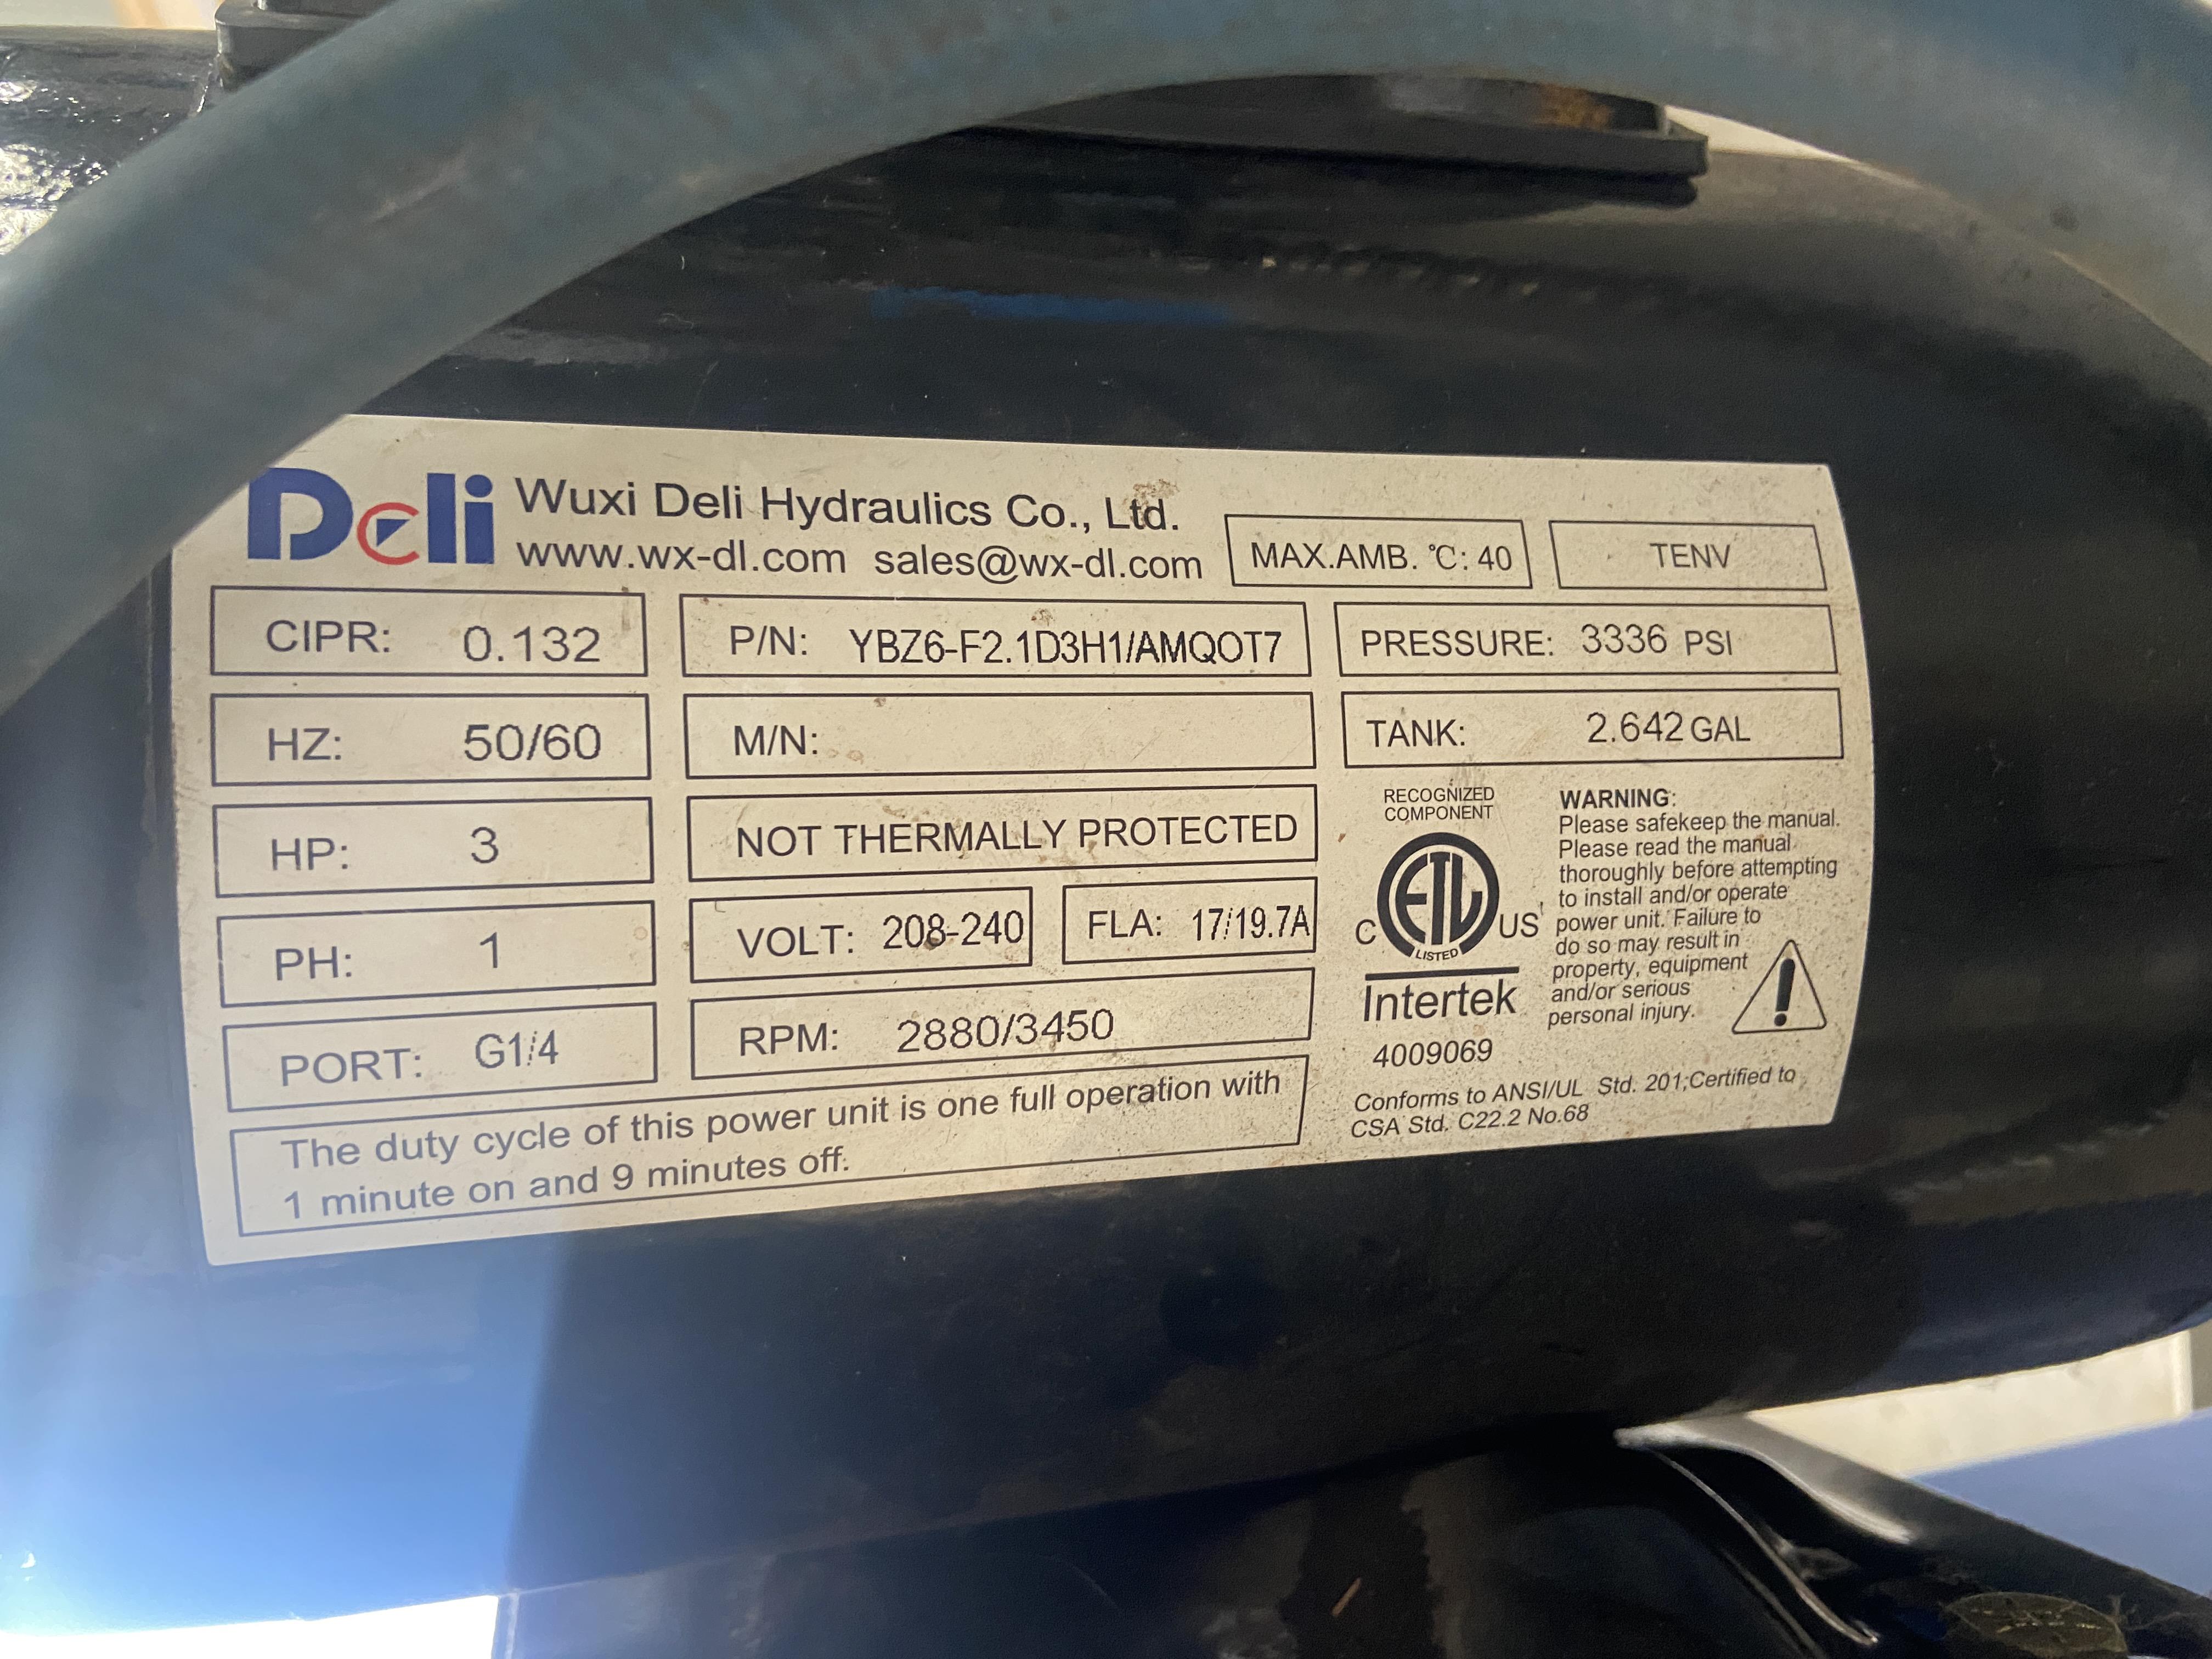 Deli Wuxi Deli Hydraulics Co., Ltd.
www.wx-dl.com sales@wx-dl.com
MAX.AMB. ℃: 40
TENV
CIPR: 0.132
P/N: YBZ6-F2.1D3H1/AMQOT7
PRESSURE: 3336 PSI
HZ: 50/60
M/N:
TANK: 2.642 GAL
HP: 3
NOT THERMALLY PROTECTED
PH: 1
VOLT: 208-240
FLA: 17/19.7A
PORT: G1/4
RPM: 2880/3450
The duty cycle of this power unit is one full operation with
1 minute on and 9 minutes off.
RECOGNIZED
COMPONENT
C ETL US
LISTED
Intertek
4009069
WARNING:
Please safekeep the manual.
Please read the manual
thoroughly before attempting
to install and/or operate
power unit. Failure to
do so may result in
property, equipment
and/or serious
personal injury.
Conforms to ANSI/UL Std. 201;Certified to
CSA Std. C22.2 No.68